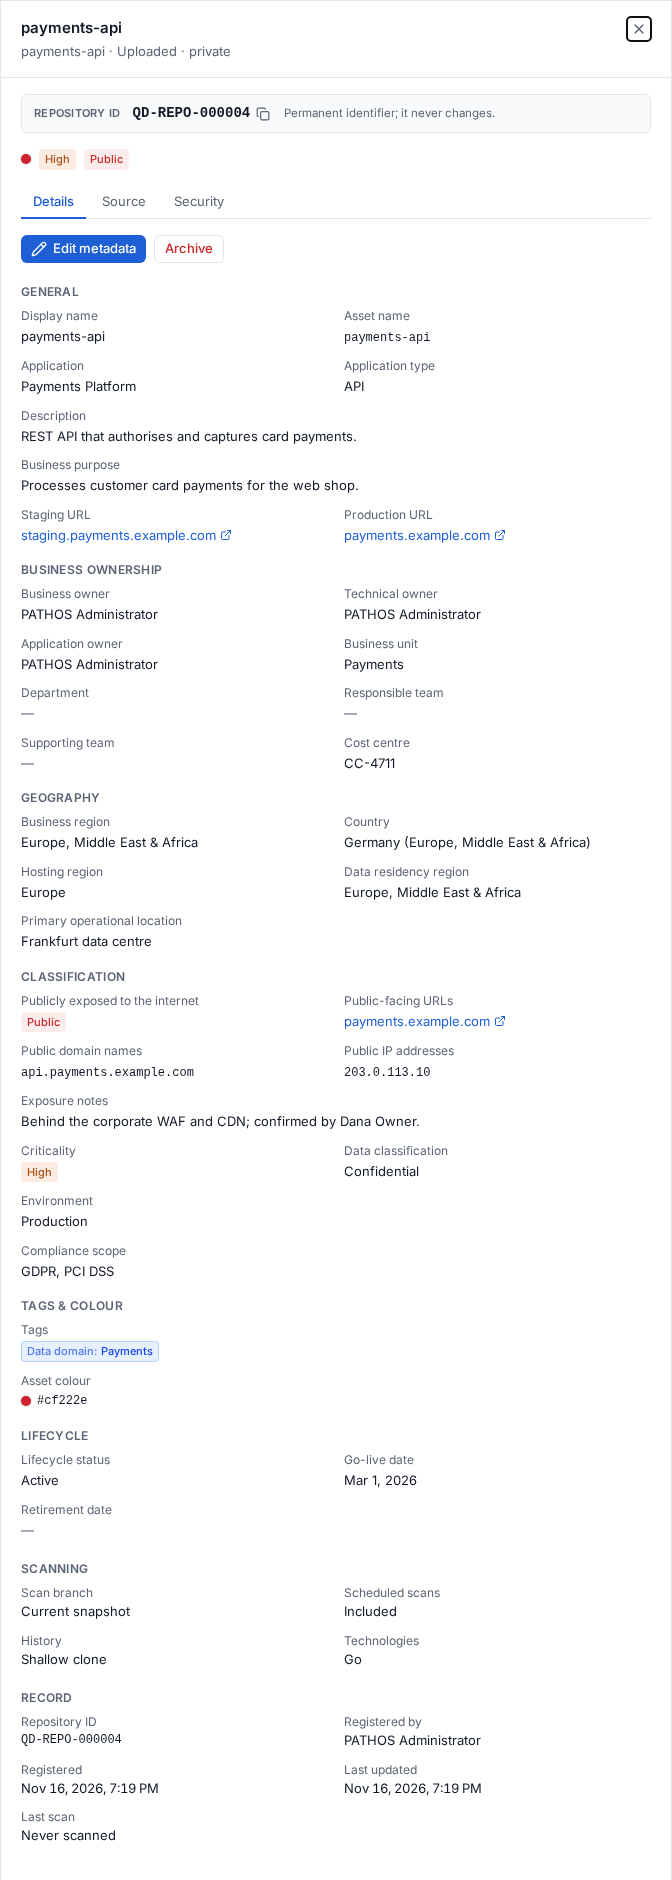 payments-api
payments-api · Uploaded · private
REPOSITORY ID QD-REPO-000004 Permanent identifier; it never changes.
High Public
Details Source Security
Edit metadata Archive
GENERAL
Display name Asset name
payments-api payments-api
Application Application type
Payments Platform API
Description
REST API that authorises and captures card payments.
Business purpose
Processes customer card payments for the web shop.
Staging URL Production URL
staging.payments.example.com payments.example.com
BUSINESS OWNERSHIP
Business owner Technical owner
PATHOS Administrator PATHOS Administrator
Application owner Business unit
PATHOS Administrator Payments
Department Responsible team
— —
Supporting team Cost centre
— CC-4711
GEOGRAPHY
Business region Country
Europe, Middle East & Africa Germany (Europe, Middle East & Africa)
Hosting region Data residency region
Europe Europe, Middle East & Africa
Primary operational location
Frankfurt data centre
CLASSIFICATION
Publicly exposed to the internet Public-facing URLs
Public payments.example.com
Public domain names Public IP addresses
api.payments.example.com 203.0.113.10
Exposure notes
Behind the corporate WAF and CDN; confirmed by Dana Owner.
Criticality Data classification
High Confidential
Environment
Production
Compliance scope
GDPR, PCI DSS
TAGS & COLOUR
Tags
Data domain: Payments
Asset colour
#cf222e
LIFECYCLE
Lifecycle status Go-live date
Active Mar 1, 2026
Retirement date
—
SCANNING
Scan branch Scheduled scans
Current snapshot Included
History Technologies
Shallow clone Go
RECORD
Repository ID Registered by
QD-REPO-000004 PATHOS Administrator
Registered Last updated
Nov 16, 2026, 7:19 PM Nov 16, 2026, 7:19 PM
Last scan
Never scanned